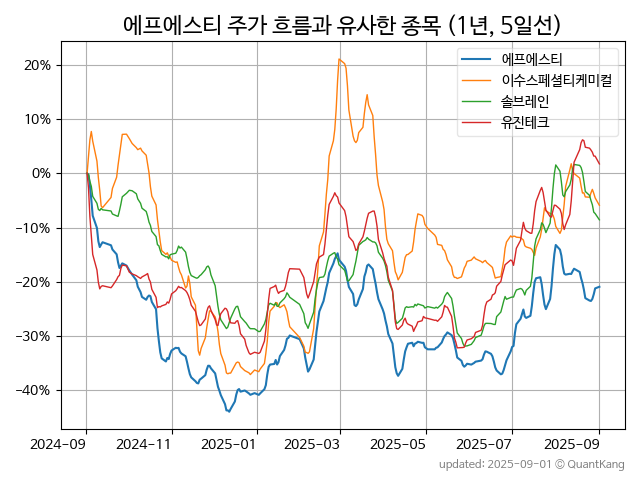 에프에스티 주가 흐름과 유사한 종목 (1년, 5일선)
에프에스티
이수스페셜티케미컬
솔브레인
유진테크
20%
10%
0%
−10%
−20%
−30%
−40%
2024-09 2024-11 2025-01 2025-03 2025-05 2025-07 2025-09
updated: 2025-09-01 © QuantKang